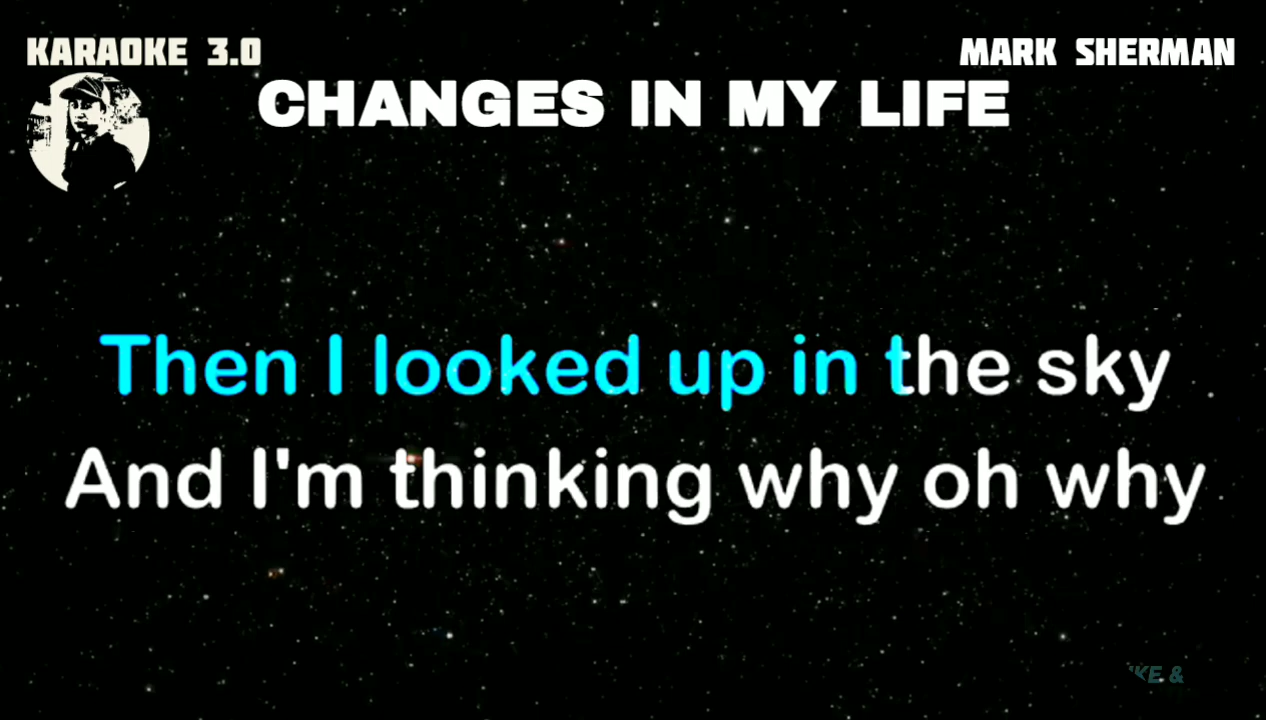 KARAOKE 3.0
MARK SHERMAN
CHANGES IN MY LIFE
Then I looked up in the sky
And I'm thinking why oh why